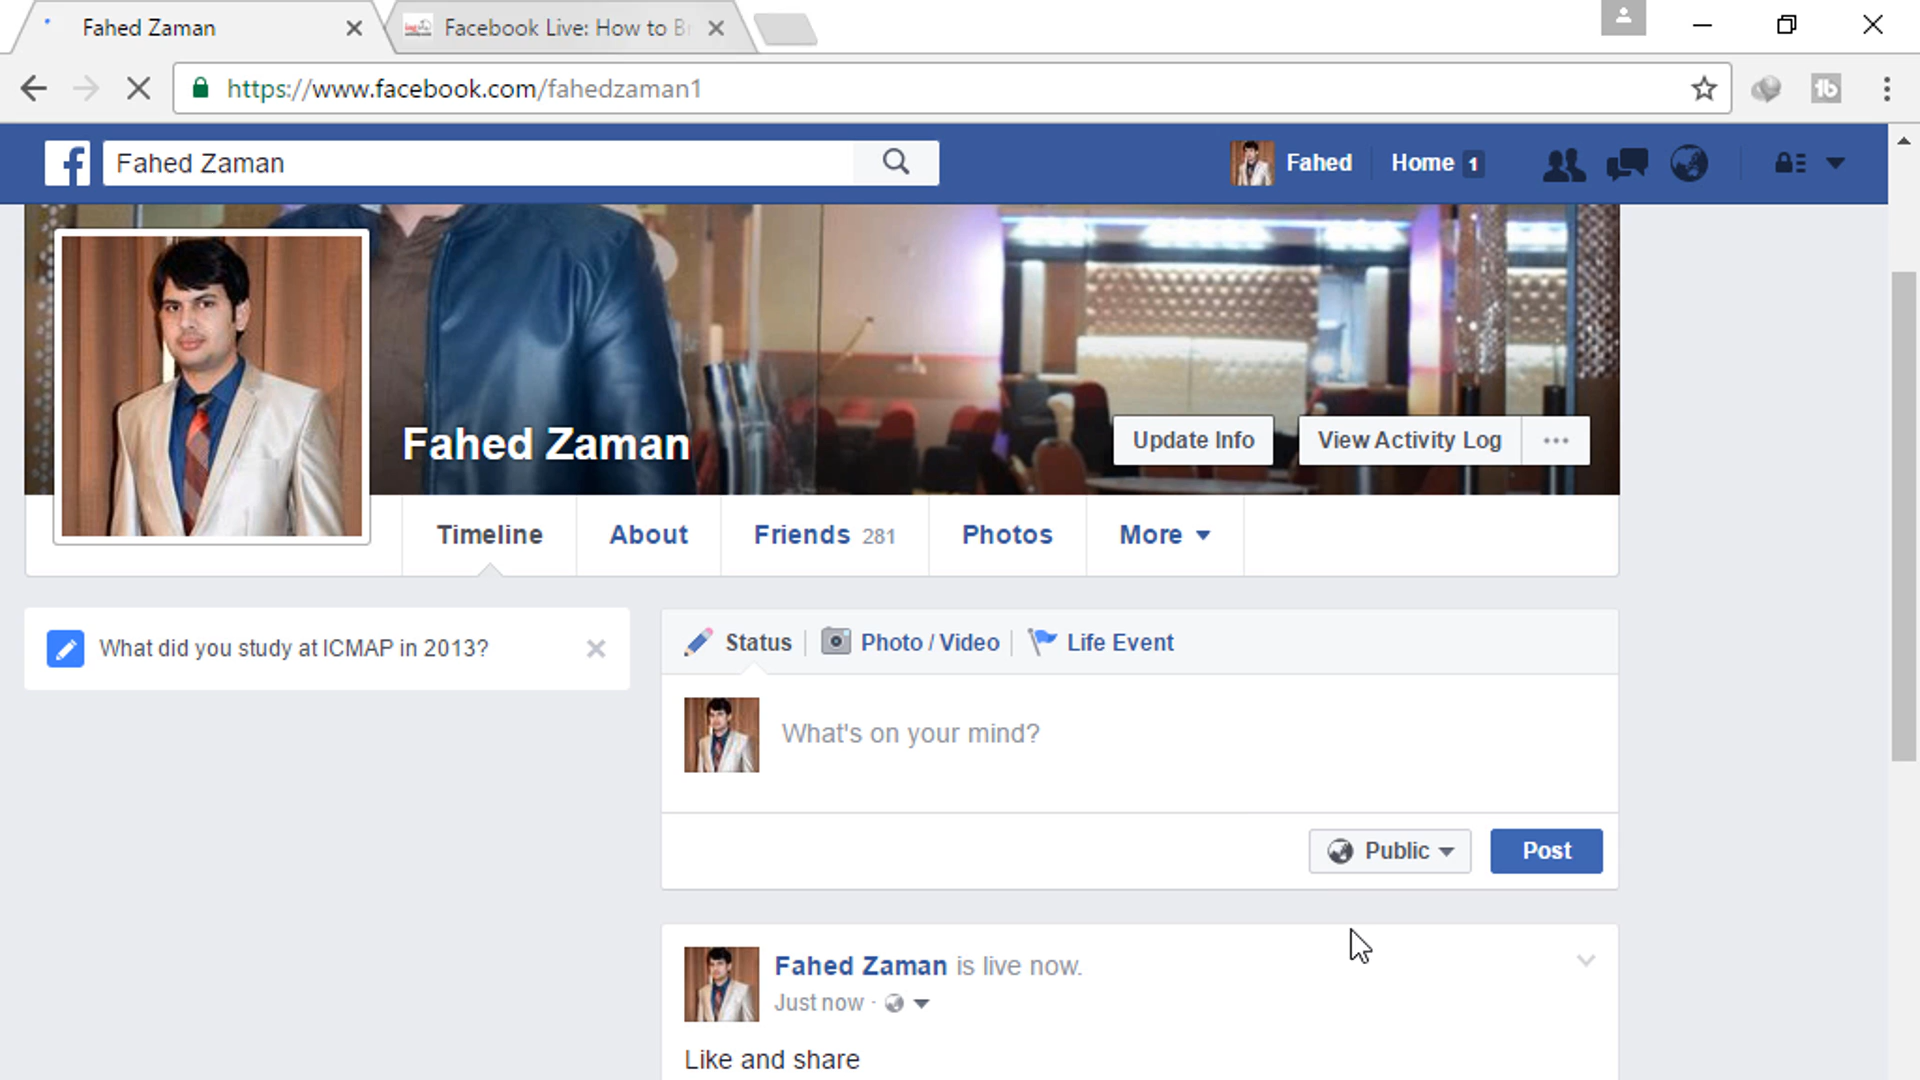 Fahed Zaman
Facebook Live: How to Br
https://www.facebook.com/fahedzaman1
Fahed Zaman
Fahed
Home 1
Fahed Zaman
Update Info
View Activity Log
Timeline
About
Friends 281
Photos
More
What did you study at ICMAP in 2013?
Status
Photo / Video
Life Event
What's on your mind?
Public
Post
Fahed Zaman is live now.
Just now ·
Like and share